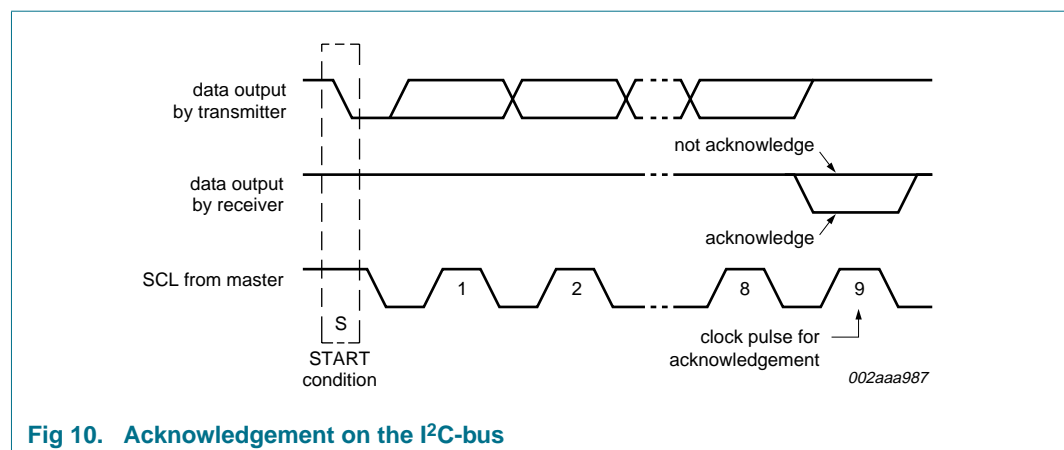 data output
by transmitter
not acknowledge
data output
by receiver
acknowledge
SCL from master
1
2
8
9
S
START
condition
clock pulse for
acknowledgement
002aaa987
Fig 10. Acknowledgement on the I²C-bus